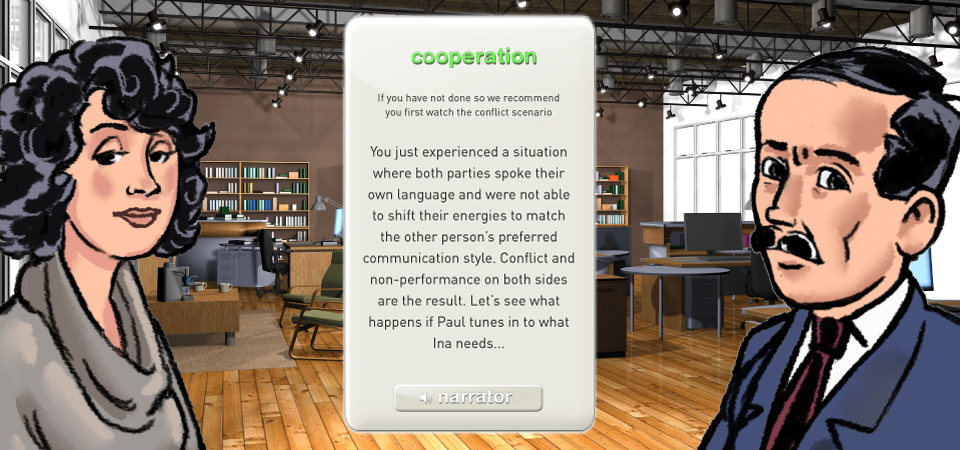 cooperation
If you have not done so we recommend
you first watch the conflict scenario
You just experienced a situation
where both parties spoke their
own language and were not able
to shift their energies to match
the other person's preferred
communication style. Conflict and
non-performance on both sides
are the result. Let's see what
happens if Paul tunes in to what
Ina needs...
narrator